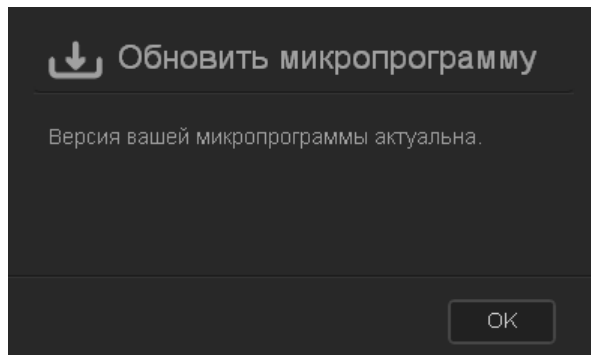 Обновить микропрограмму
Версия вашей микропрограммы актуальна.
OK